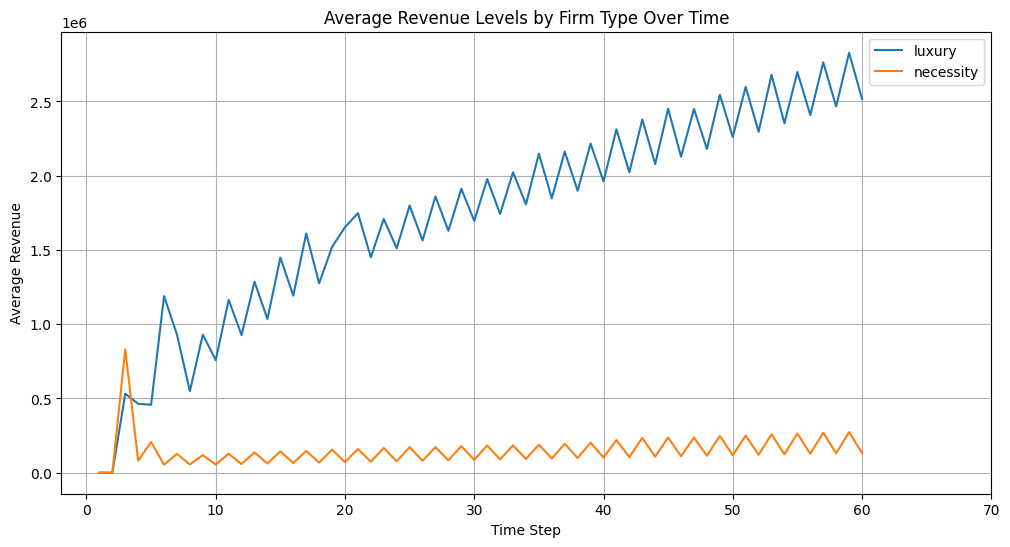 Average Revenue Levels by Firm Type Over Time
1e6
luxury
necessity
2.5
2.0
1.5
1.0
0.5
0.0
Average Revenue
0 10 20 30 40 50 60 70
Time Step